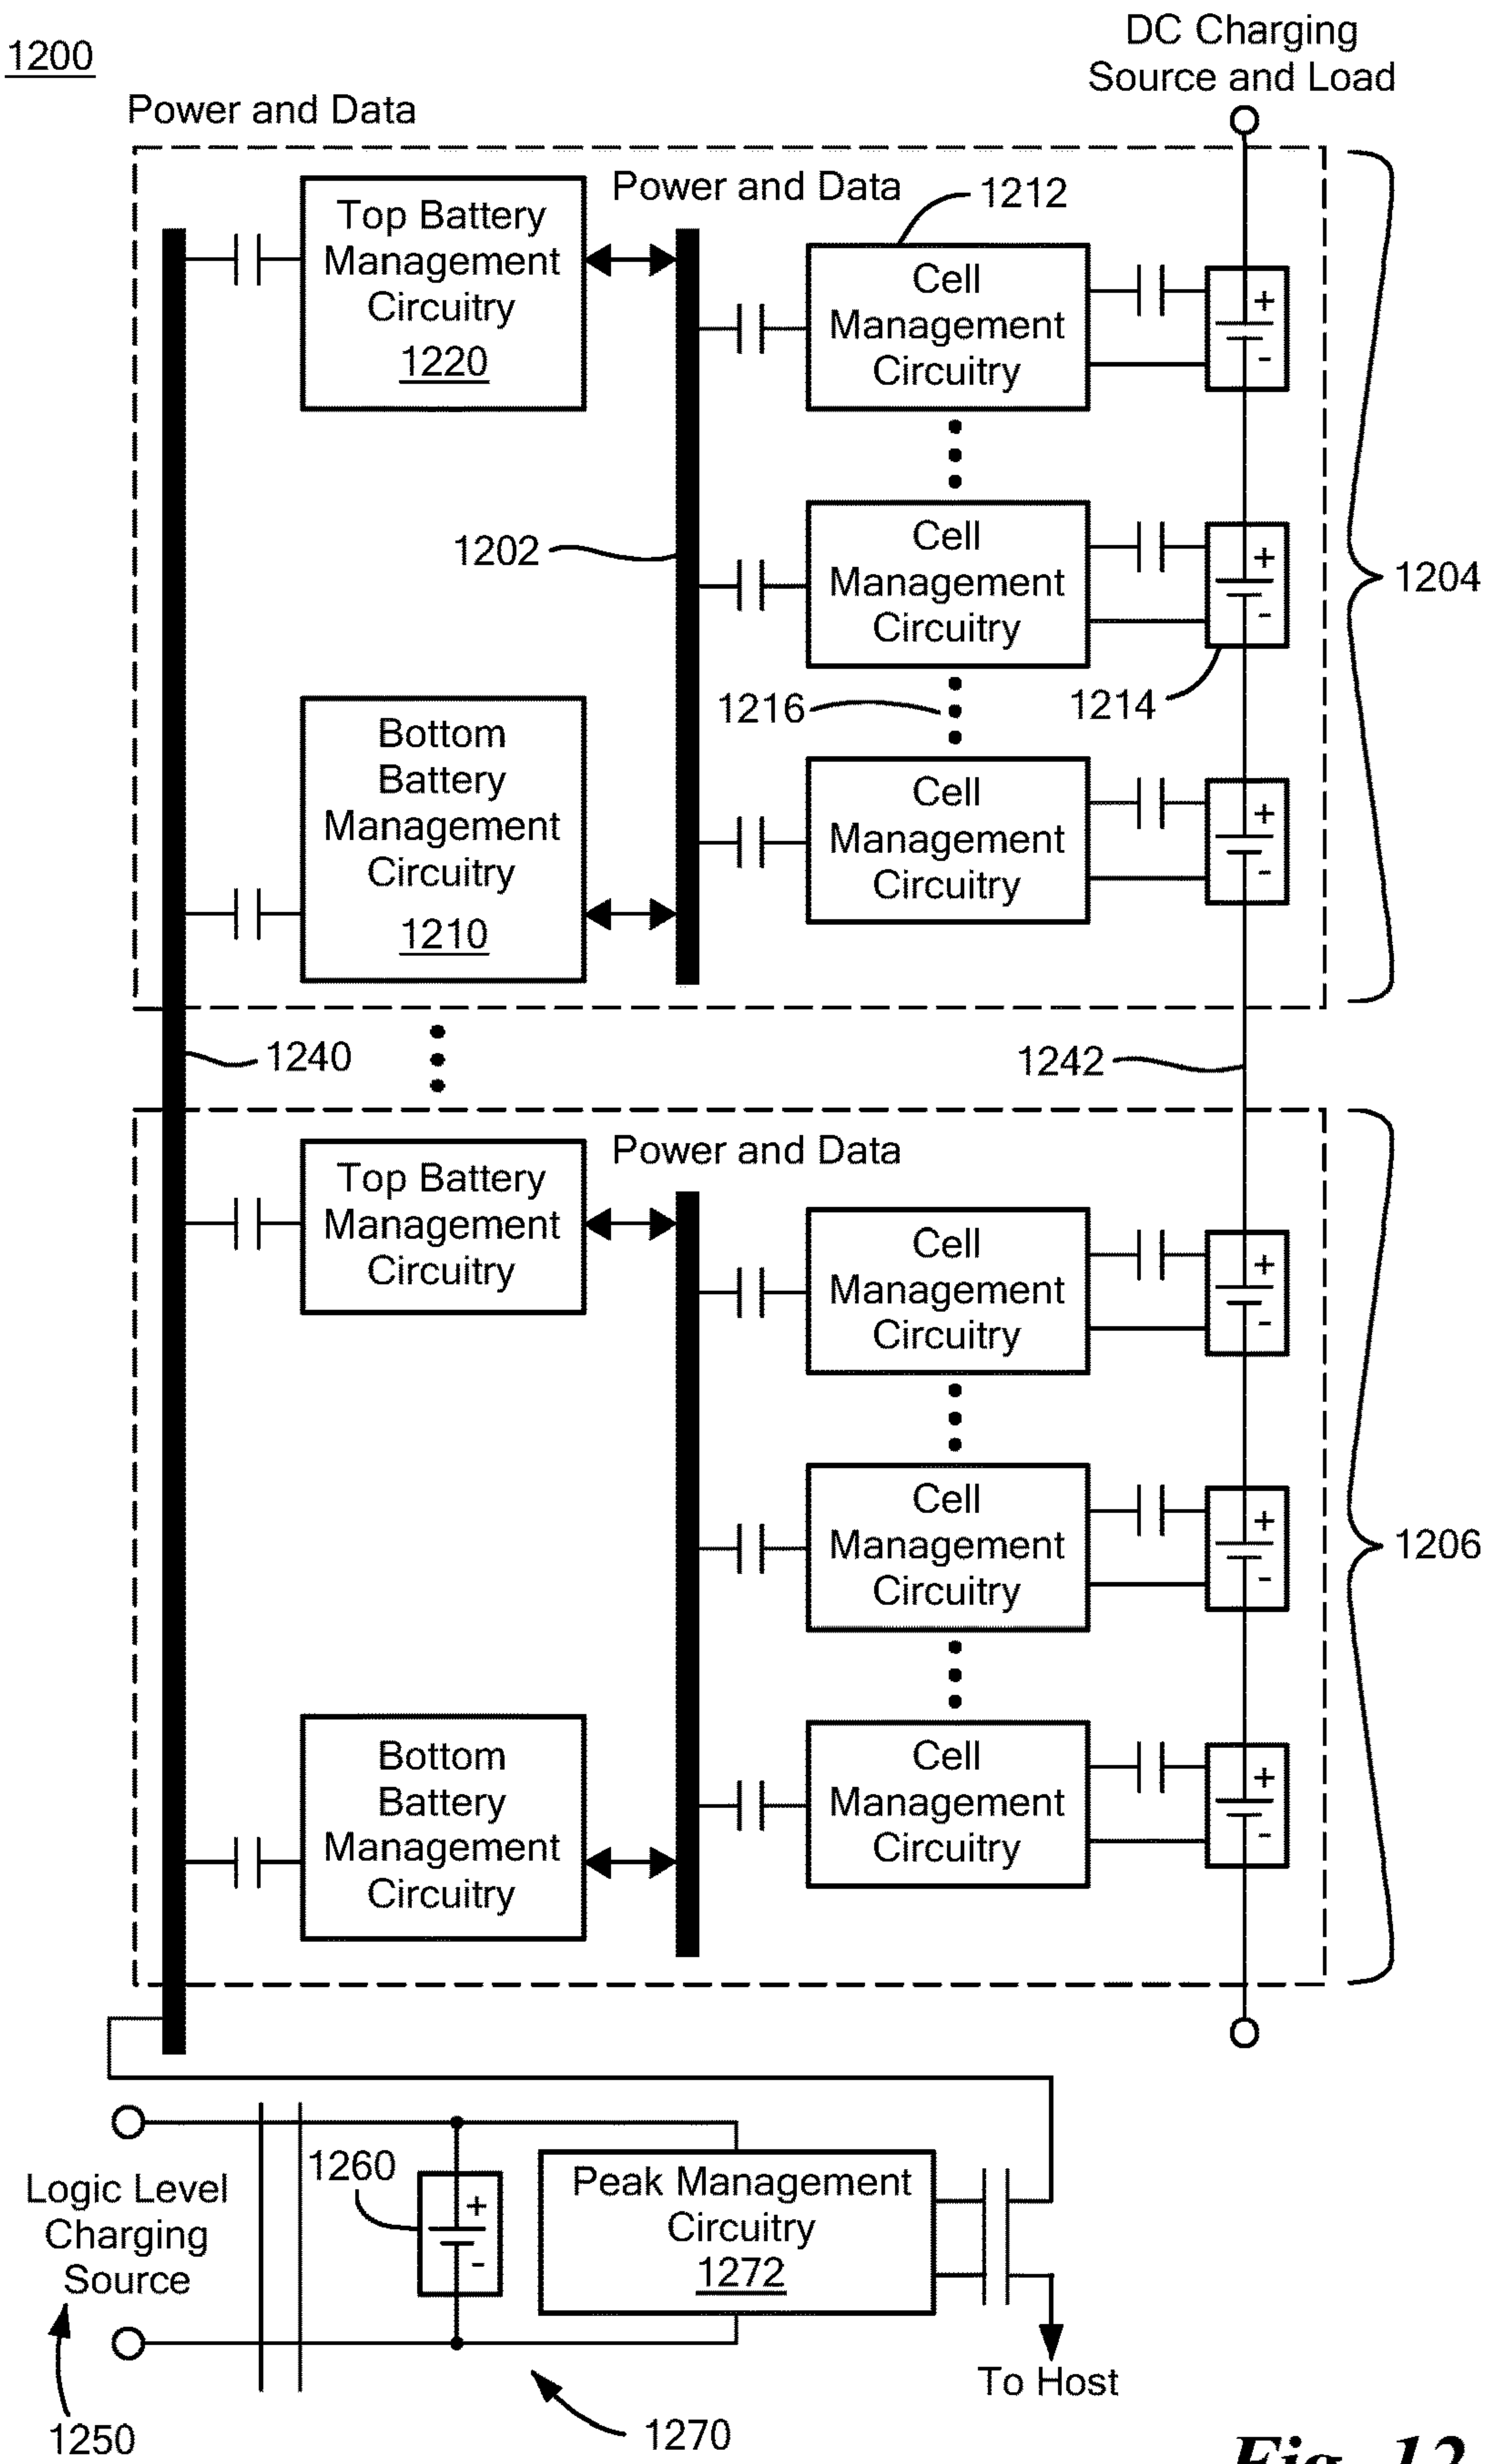 1200
DC Charging
Source and Load
Power and Data
Power and Data
1212
Top Battery
Management
Circuitry
1220
Cell
Management
Circuitry
+
-
1202
Cell
Management
Circuitry
+
-
1204
1216
1214
Bottom
Battery
Management
Circuitry
1210
Cell
Management
Circuitry
+
-
1240
1242
Power and Data
Top Battery
Management
Circuitry
Cell
Management
Circuitry
+
-
Cell
Management
Circuitry
+
-
1206
Bottom
Battery
Management
Circuitry
Cell
Management
Circuitry
+
-
Logic Level
Charging
Source
1250
1260
+
-
Peak Management
Circuitry
1272
To Host
1270
Fig. 12